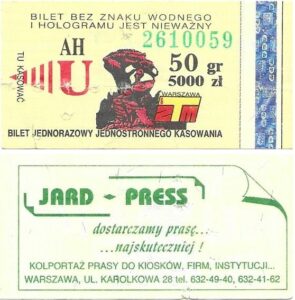 BILET BEZ ZNAKU WODNEGO
I HOLOGRAMU JEST NIEWAŻNY
TU KASOWAĆ
AH
2610059
U
50 gr
5000 zł
WARSZAWA
ZTM
BILET JEDNORAZOWY JEDNOSTRONNEGO KASOWANIA
JARD - PRESS
dostarczamy prasę...
...najskuteczniej !
KOLPORTAŻ PRASY DO KIOSKÓW, FIRM, INSTYTUCJI...
WARSZAWA, UL. KAROLKOWA 28 tel. 632-49-40, 632-41-62